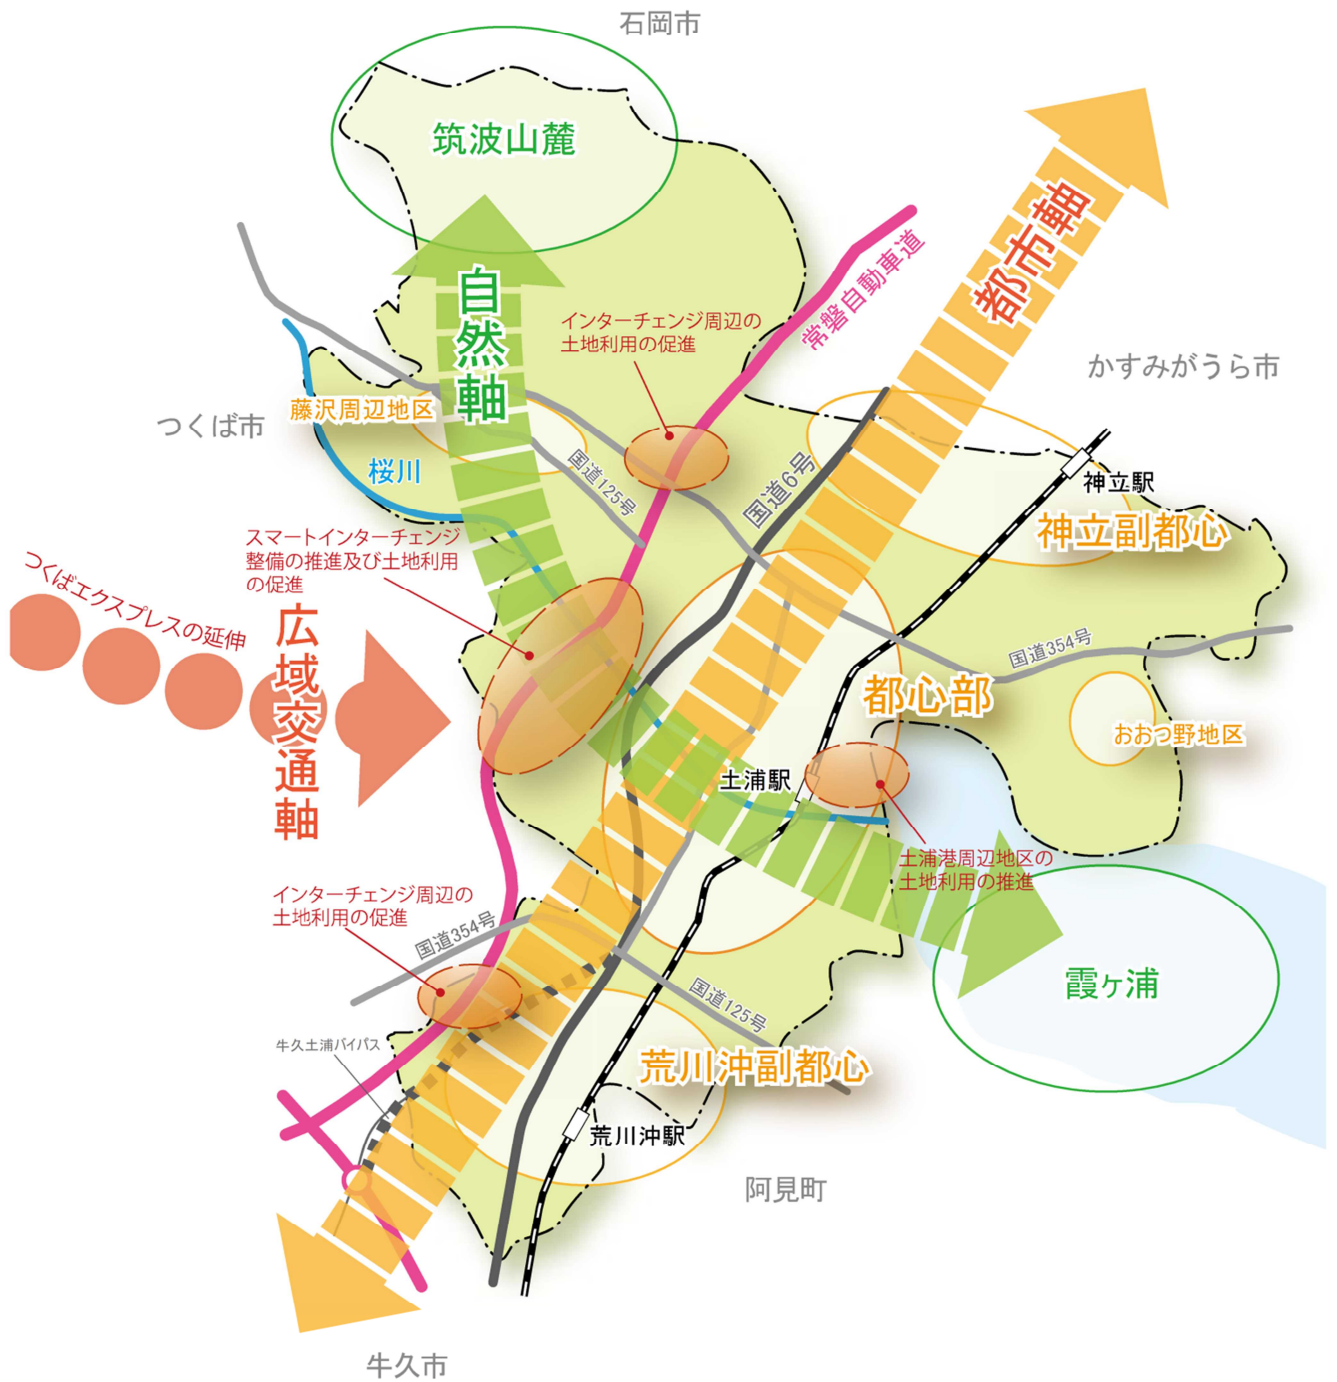 石岡市
筑波山麓
都市軸
常磐自動車道
自然軸
インターチェンジ周辺の
土地利用の促進
かすみがうら市
藤沢周辺地区
つくば市
桜川
国道125号
国道6号
神立駅
神立副都心
スマートインターチェンジ
整備の推進及び土地利用
の促進
つくばエクスプレスの延伸
広域交通軸
国道354号
都心部
おおつ野地区
土浦駅
土浦港周辺地区の
土地利用の推進
インターチェンジ周辺の
土地利用の促進
国道354号
霞ヶ浦
国道125号
牛久土浦バイパス
荒川沖副都心
荒川沖駅
阿見町
牛久市